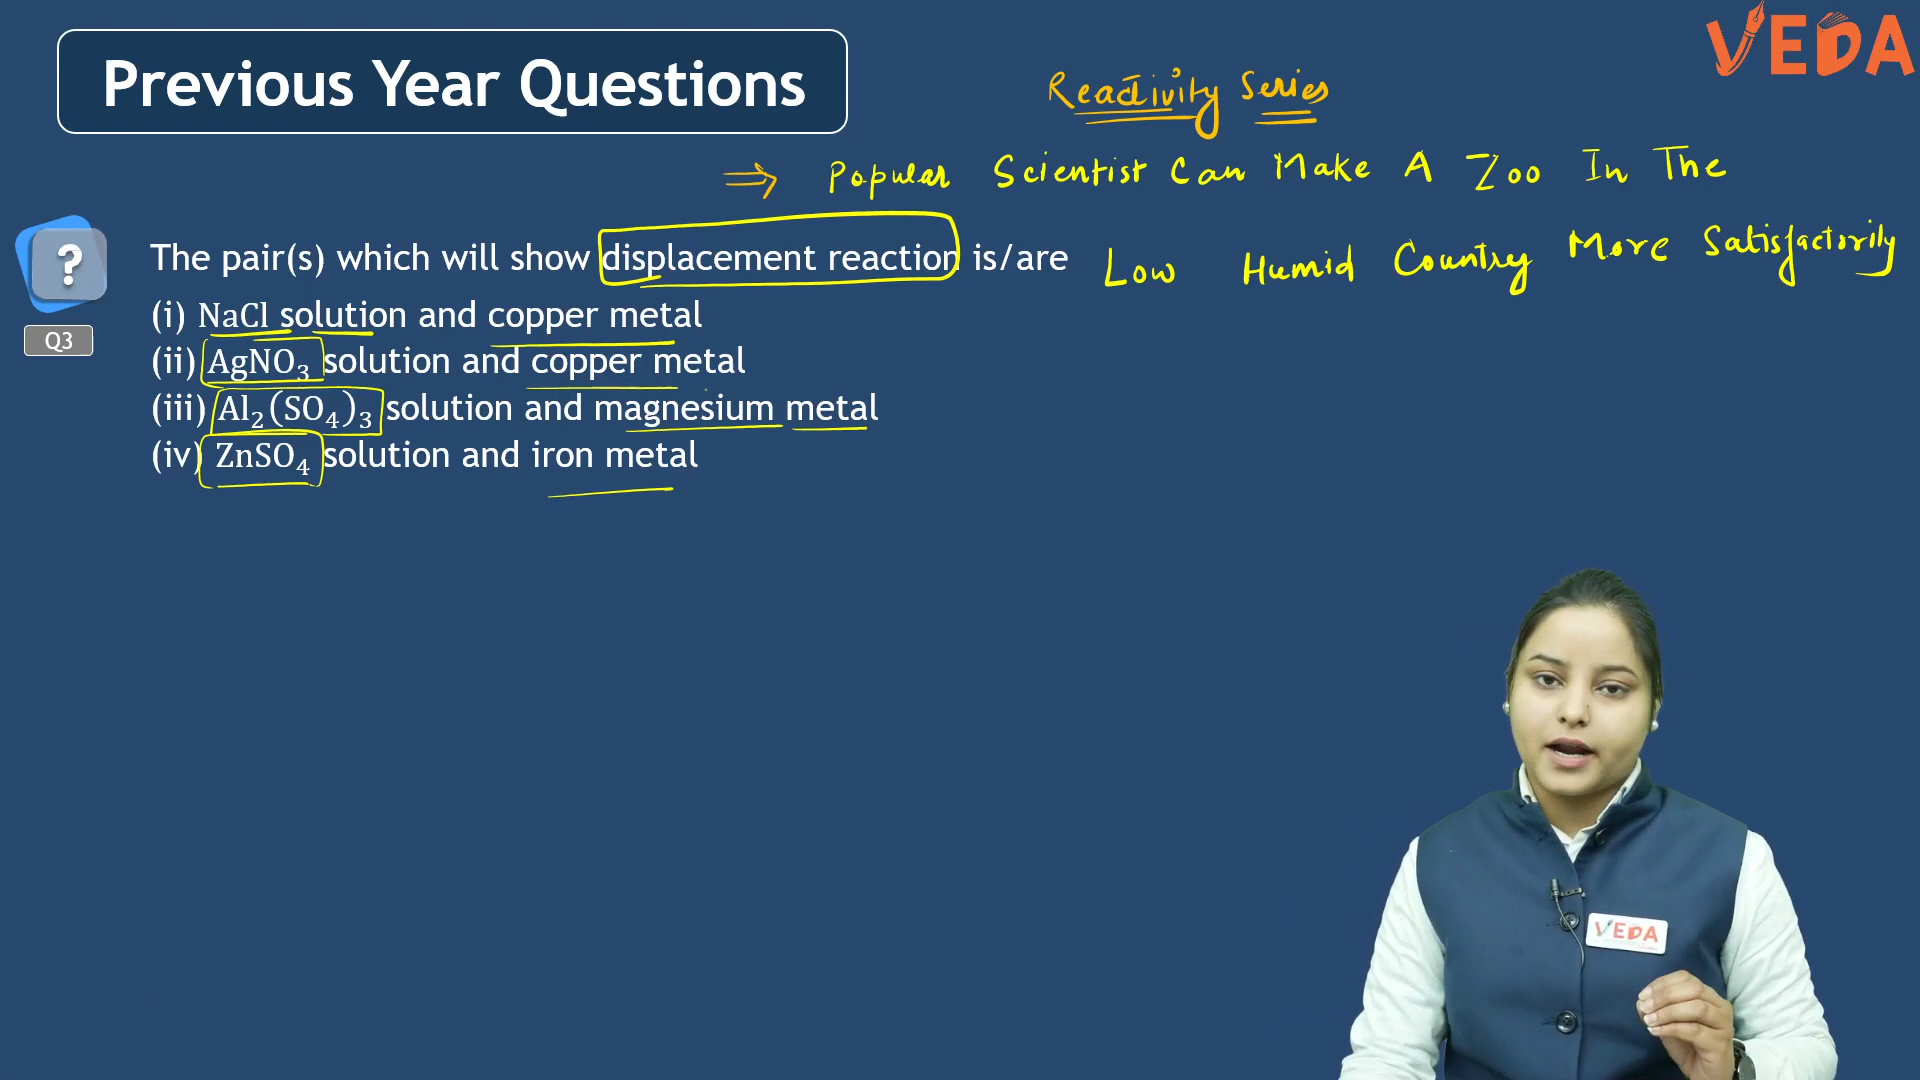 VEDA
Previous Year Questions
Reactivity Series
⇒ Popular Scientist Can Make A Zoo In The
Low Humid Country More Satisfactorily
?
Q3
The pair(s) which will show displacement reaction is/are
(i) NaCl solution and copper metal
(ii) AgNO₃ solution and copper metal
(iii) Al₂(SO₄)₃ solution and magnesium metal
(iv) ZnSO₄ solution and iron metal
VEDA